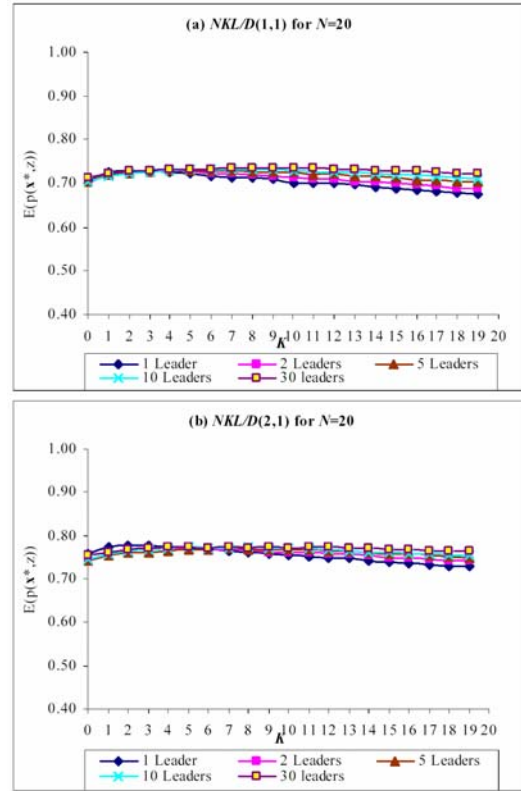 (a) NKL/D(1,1) for N=20
1.00
0.90
0.80
0.70
0.60
0.50
0.40
E(p(x*,z))
0 1 2 3 4 5 6 7 8 9 10 11 12 13 14 15 16 17 18 19 20
K
1 Leader 2 Leaders 5 Leaders
10 Leaders 30 leaders
(b) NKL/D(2,1) for N=20
1.00
0.90
0.80
0.70
0.60
0.50
0.40
E(p(x*,z))
0 1 2 3 4 5 6 7 8 9 10 11 12 13 14 15 16 17 18 19 20
K
1 Leader 2 Leaders 5 Leaders
10 Leaders 30 leaders